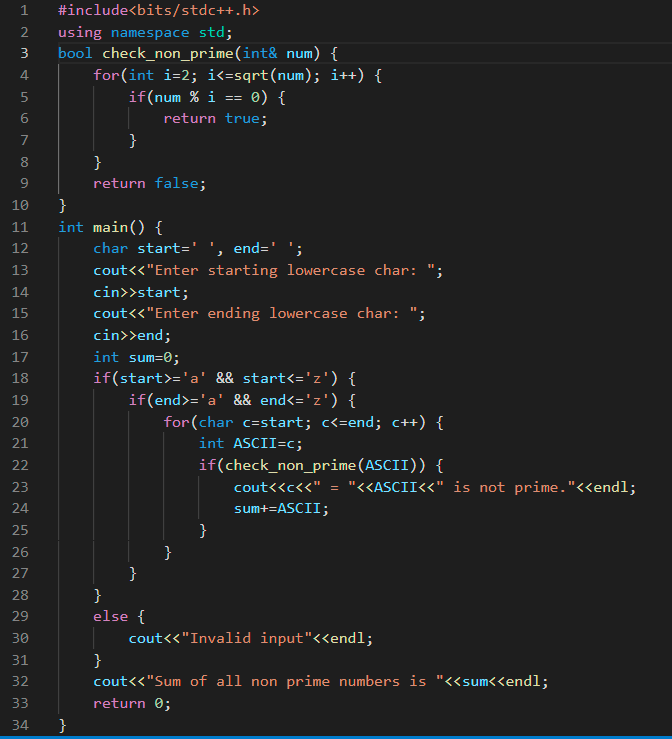 1 #include<bits/stdc++.h>
2 using namespace std;
3 bool check_non_prime(int& num) {
4     for(int i=2; i<=sqrt(num); i++) {
5         if(num % i == 0) {
6             return true;
7         }
8     }
9     return false;
10 }
11 int main() {
12     char start=' ', end=' ';
13     cout<<"Enter starting lowercase char: ";
14     cin>>start;
15     cout<<"Enter ending lowercase char: ";
16     cin>>end;
17     int sum=0;
18     if(start>='a' && start<='z') {
19         if(end>='a' && end<='z') {
20             for(char c=start; c<=end; c++) {
21                 int ASCII=c;
22                 if(check_non_prime(ASCII)) {
23                     cout<<c<<" = "<<ASCII<<" is not prime."<<endl;
24                     sum+=ASCII;
25                 }
26             }
27         }
28     }
29     else {
30         cout<<"Invalid input"<<endl;
31     }
32     cout<<"Sum of all non prime numbers is "<<sum<<endl;
33     return 0;
34 }